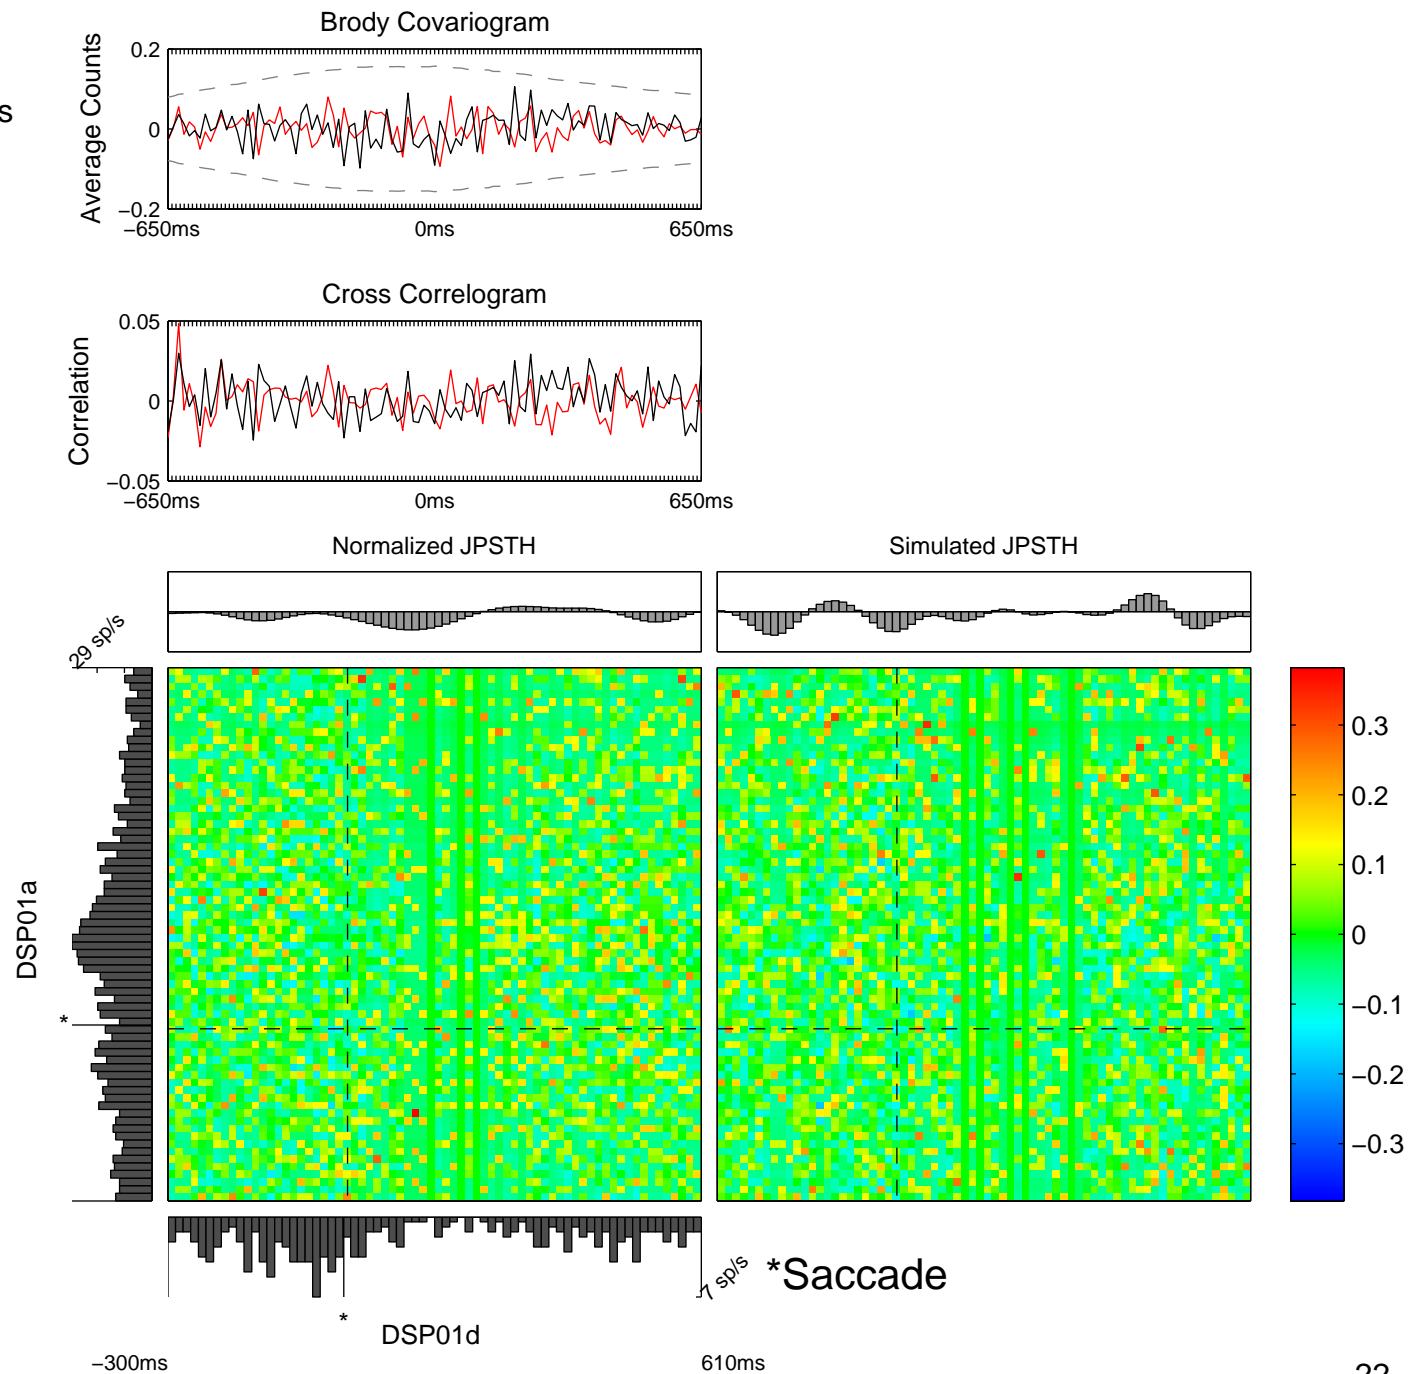 Brody Covariogram
Average Counts
0.2
0
−0.2
−650ms
0ms
650ms
s
Cross Correlogram
Correlation
0.05
0
−0.05
−650ms
0ms
650ms
Normalized JPSTH
Simulated JPSTH
29 sp/s
DSP01a
*
0.3
0.2
0.1
0
−0.1
−0.2
−0.3
7 sp/s
*Saccade
*
DSP01d
−300ms
610ms